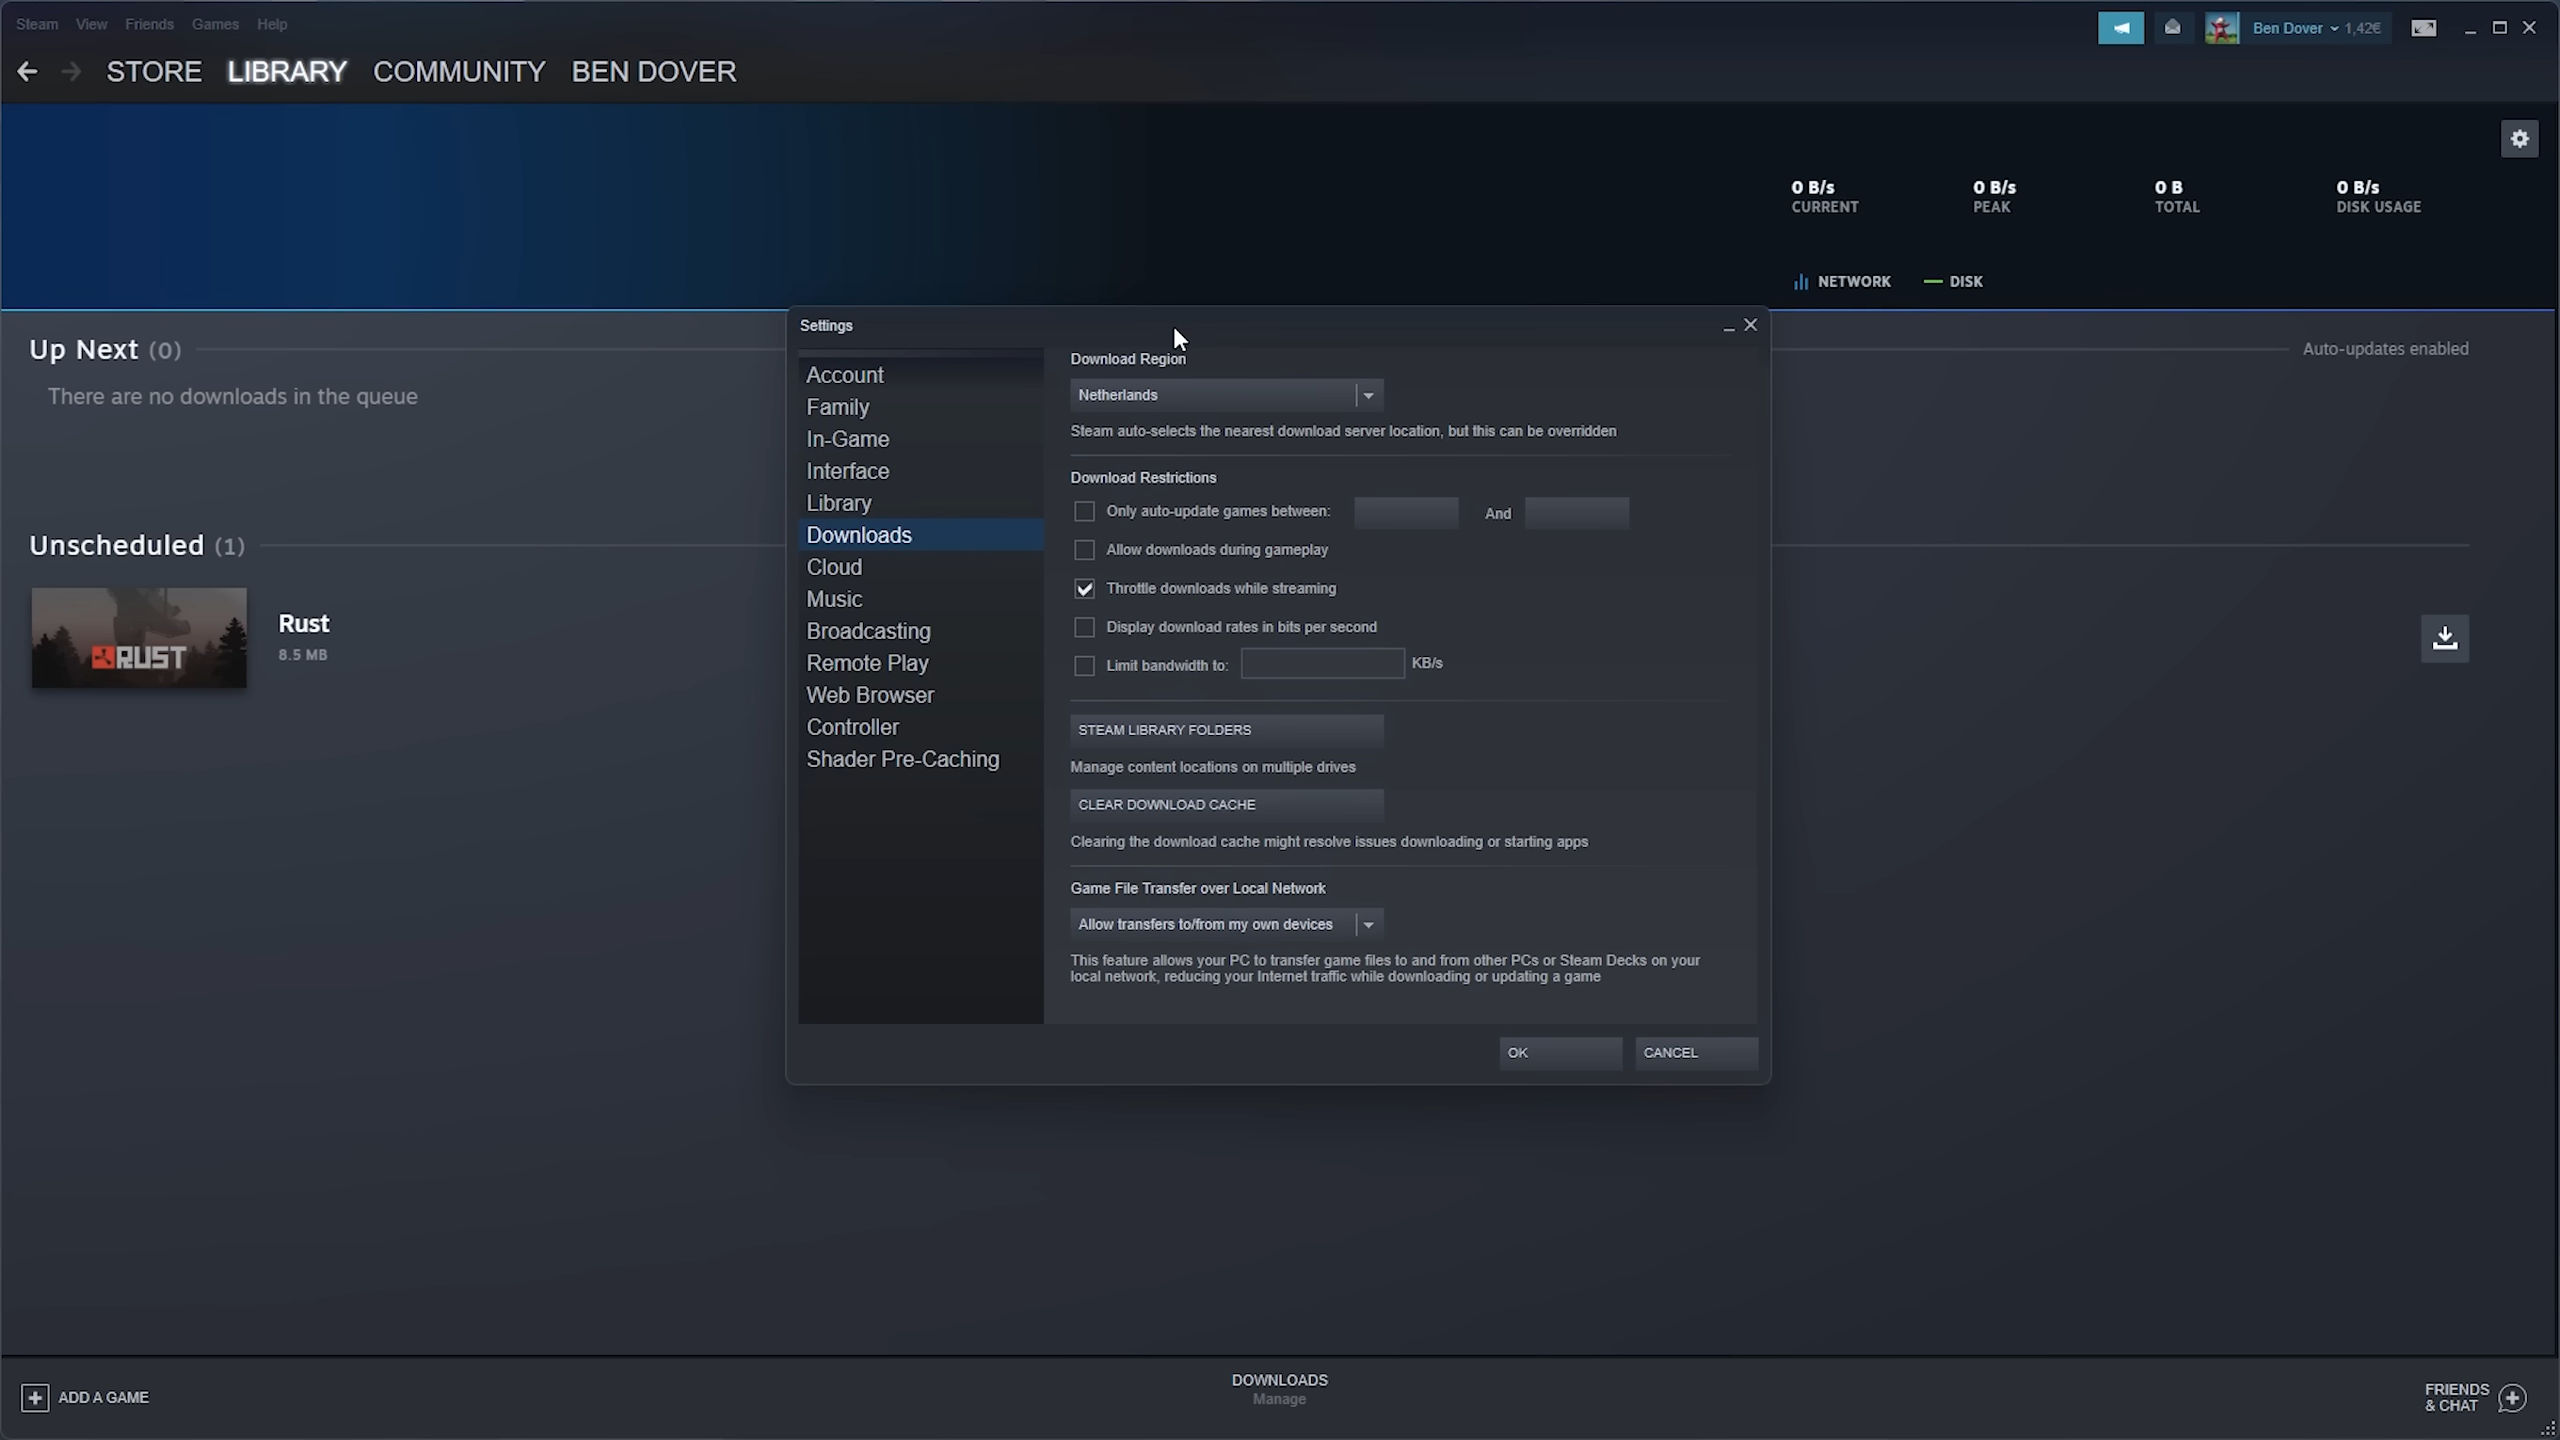 Steam View Friends Games Help
Ben Dover 1,42€
STORE LIBRARY COMMUNITY BEN DOVER
0 B/s 0 B/s 0 B 0 B/s
CURRENT PEAK TOTAL DISK USAGE
NETWORK DISK
Up Next (0)
Auto-updates enabled
There are no downloads in the queue
Unscheduled (1)
RUST
Rust
8.5 MB
Settings
Account
Family
In-Game
Interface
Library
Downloads
Cloud
Music
Broadcasting
Remote Play
Web Browser
Controller
Shader Pre-Caching
Download Region
Netherlands
Steam auto-selects the nearest download server location, but this can be overridden
Download Restrictions
Only auto-update games between: And
Allow downloads during gameplay
Throttle downloads while streaming
Display download rates in bits per second
Limit bandwidth to: KB/s
STEAM LIBRARY FOLDERS
Manage content locations on multiple drives
CLEAR DOWNLOAD CACHE
Clearing the download cache might resolve issues downloading or starting apps
Game File Transfer over Local Network
Allow transfers to/from my own devices
This feature allows your PC to transfer game files to and from other PCs or Steam Decks on your
local network, reducing your Internet traffic while downloading or updating a game
OK CANCEL
ADD A GAME
DOWNLOADS
Manage
FRIENDS
& CHAT